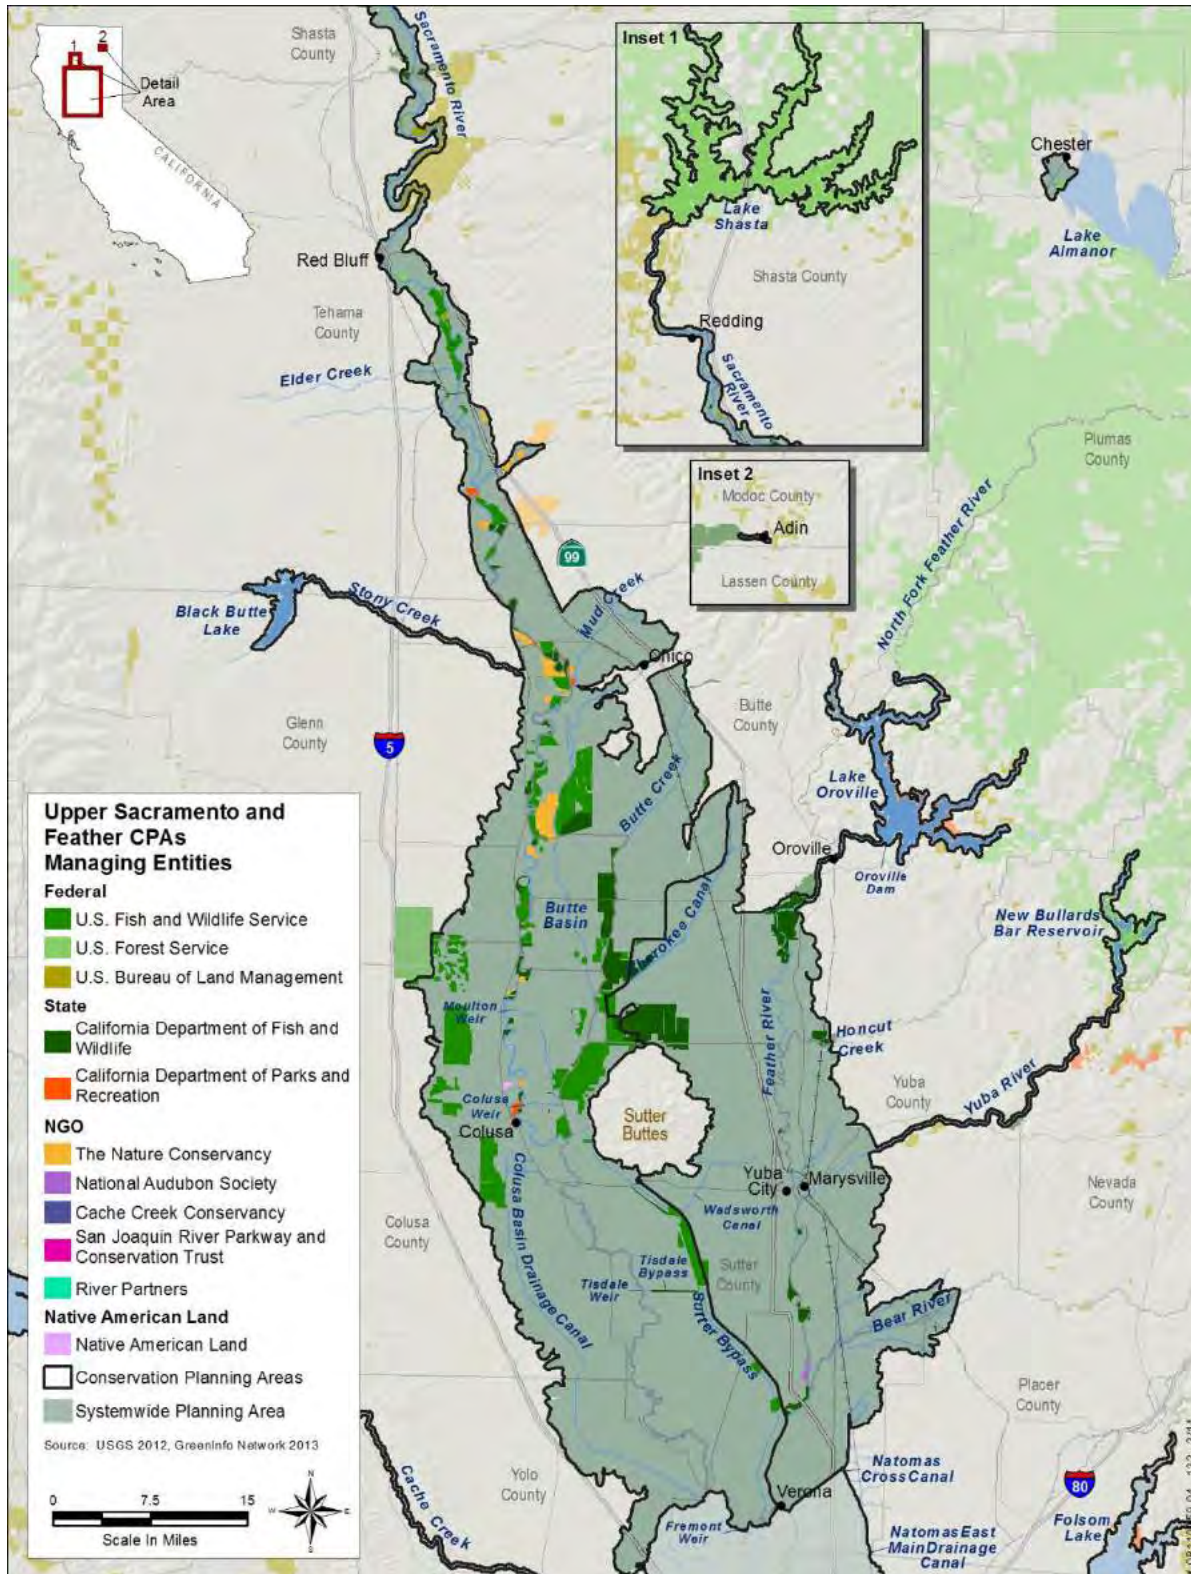 Shasta
County
Sacramento River
1
2
Detail
Area
CALIFORNIA
Inset 1
Lake
Shasta
Shasta County
Redding
Sacramento
River
Chester
Lake
Almanor
Red Bluff
Tehama
County
Elder Creek
Plumas
County
Inset 2
Modoc County
Adin
Lassen County
99
North Fork Feather River
Stony Creek
Mud Creek
Black Butte
Lake
Chico
Glenn
County
Butte
County
5
Lake
Oroville
Butte Creek
Oroville
Oroville
Dam
Butte
Basin
Cherokee Canal
New Bullards
Bar Reservoir
Moulton
Weir
Feather River
Honcut
Creek
Yuba
County
Yuba River
Colusa
Weir
Colusa
Sutter
Buttes
Yuba
City
Marysville
Nevada
County
Wadsworth
Canal
Colusa
County
Colusa Basin Drainage Canal
Tisdale
Bypass
Tisdale
Weir
Sutter
County
Sutter Bypass
Bear River
Placer
County
Natomas
Cross Canal
Yolo
County
Cache Creek
Verona
80
Fremont
Weir
Natomas East
Main Drainage
Canal
Folsom
Lake
Upper Sacramento and
Feather CPAs
Managing Entities
Federal
U.S. Fish and Wildlife Service
U.S. Forest Service
U.S. Bureau of Land Management
State
California Department of Fish and
Wildlife
California Department of Parks and
Recreation
NGO
The Nature Conservancy
National Audubon Society
Cache Creek Conservancy
San Joaquin River Parkway and
Conservation Trust
River Partners
Native American Land
Native American Land
Conservation Planning Areas
Systemwide Planning Area
Source: USGS 2012, GreenInfo Network 2013
0 7.5 15
Scale In Miles
N
W E
S